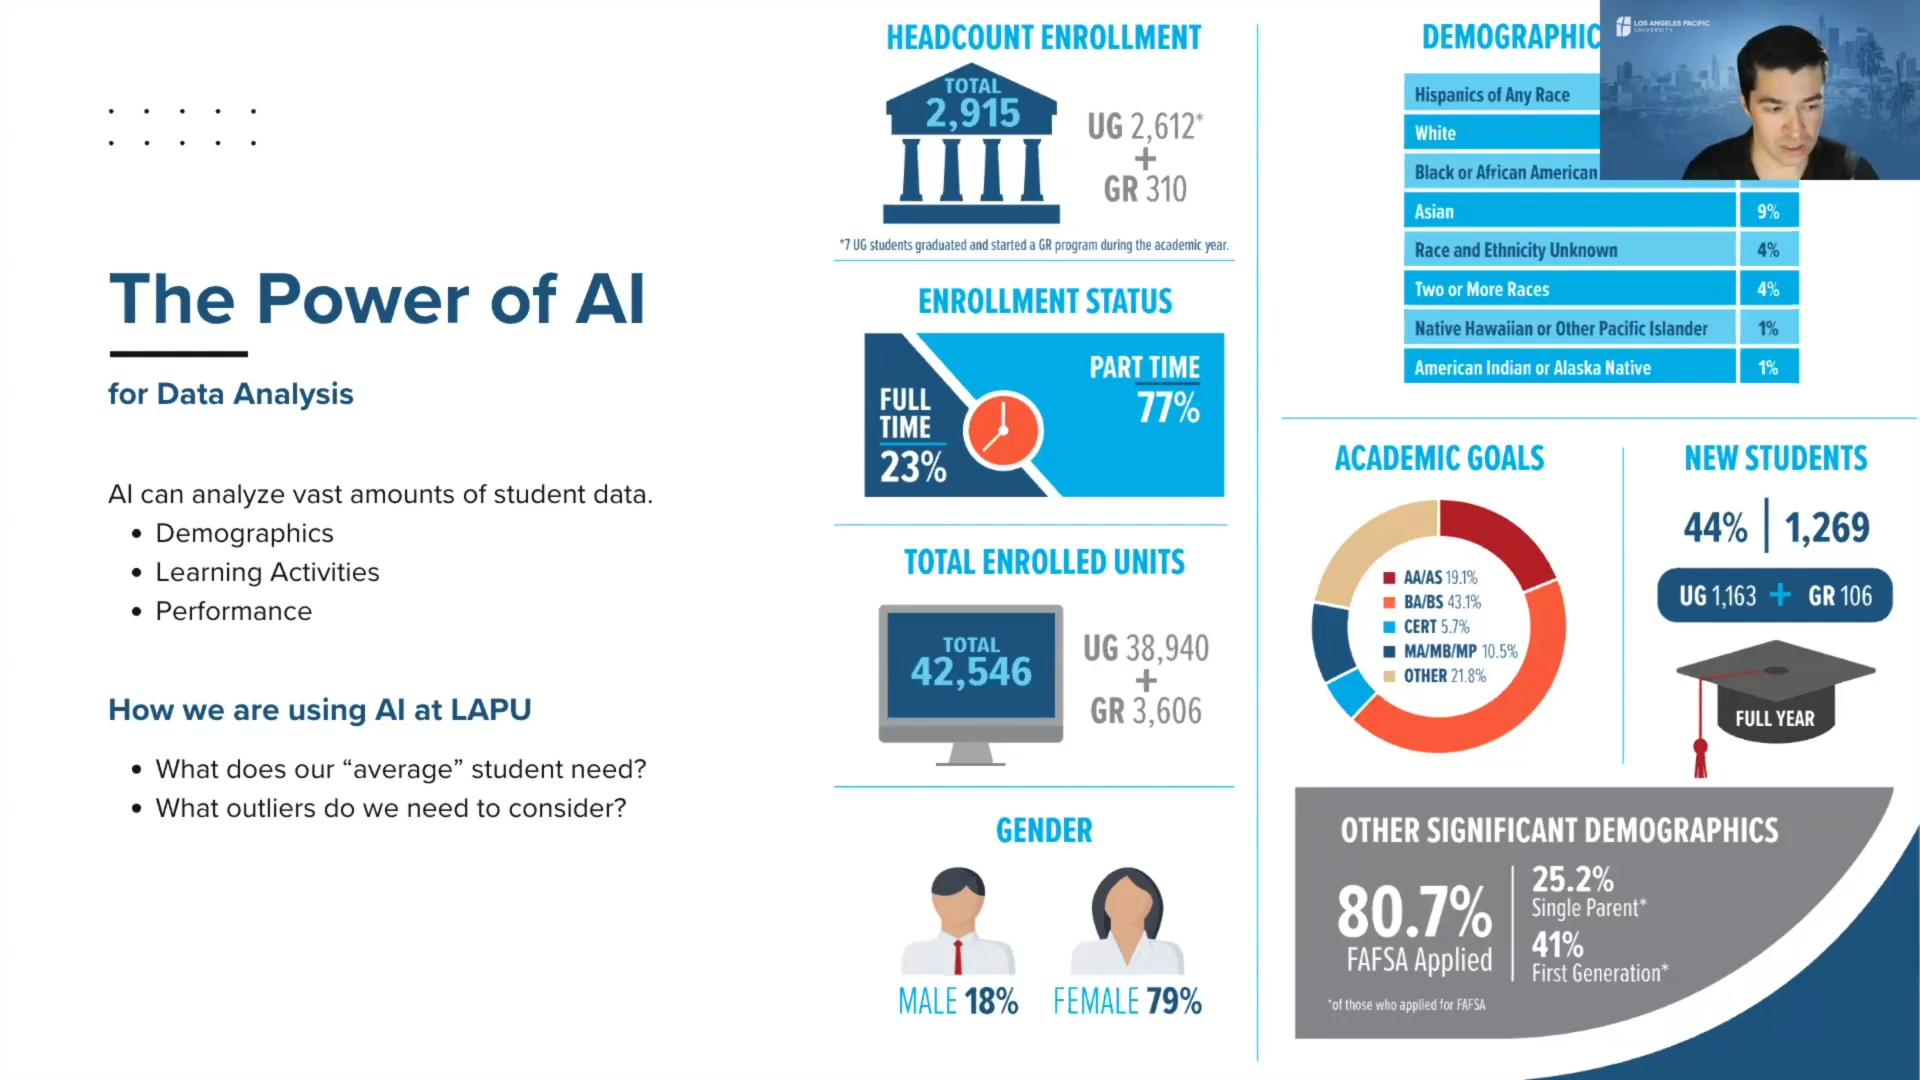 The Power of AI
for Data Analysis
AI can analyze vast amounts of student data.
• Demographics
• Learning Activities
• Performance
How we are using AI at LAPU
• What does our “average” student need?
• What outliers do we need to consider?
HEADCOUNT ENROLLMENT
TOTAL
2,915
UG 2,612*
+
GR 310
*7 UG students graduated and started a GR program during the academic year.
ENROLLMENT STATUS
FULL
TIME
23%
PART TIME
77%
TOTAL ENROLLED UNITS
TOTAL
42,546
UG 38,940
+
GR 3,606
GENDER
MALE 18%
FEMALE 79%
Hispanics of Any Race
White
Black or African American
Asian 9%
Race and Ethnicity Unknown 4%
Two or More Races 4%
Native Hawaiian or Other Pacific Islander 1%
American Indian or Alaska Native 1%
ACADEMIC GOALS
AA/AS 19.1%
BA/BS 43.1%
CERT 5.7%
MA/MB/MP 10.5%
OTHER 21.8%
NEW STUDENTS
44% | 1,269
UG 1,163 + GR 106
FULL YEAR
OTHER SIGNIFICANT DEMOGRAPHICS
80.7%
FAFSA Applied
25.2%
Single Parent*
41%
First Generation*
*of those who applied for FAFSA
LOS ANGELES PACIFIC
UNIVERSITY